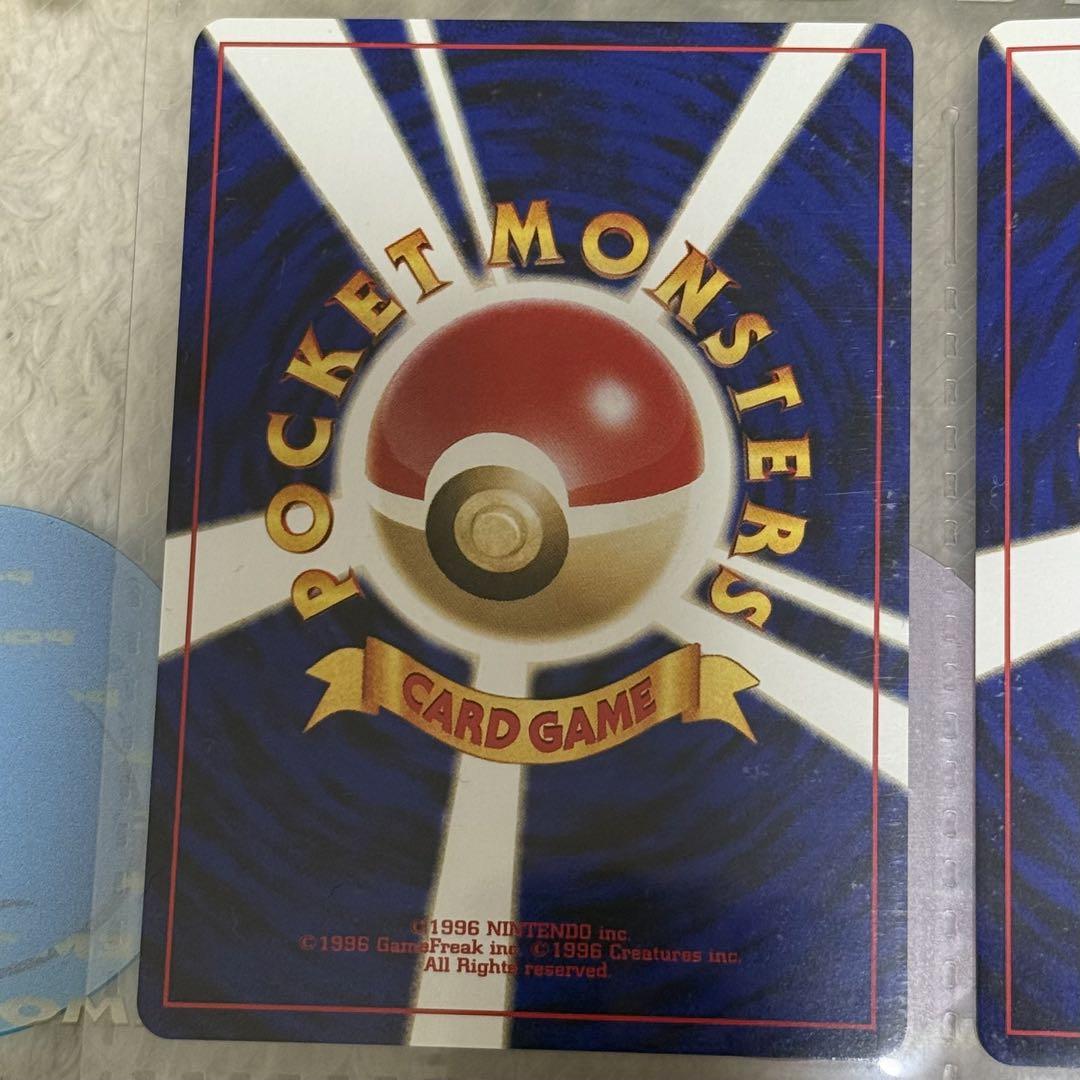 POCKET MONSTERS
CARD GAME
©1996 NINTENDO inc.
©1996 GameFreak inc. ©1996 Creatures inc.
All Rights reserved.